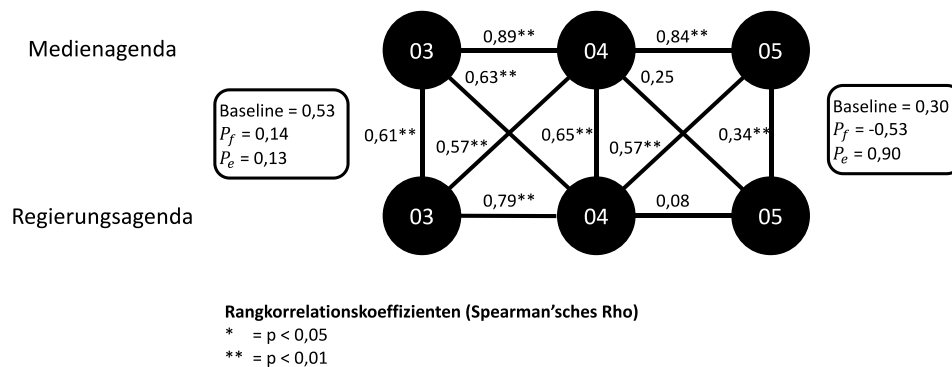 Medienagenda
03
0,89**
04
0,84**
05
0,63**
0,25
Baseline = 0,53
P_f = 0,14
P_e = 0,13
0,61**
0,57**
0,65**
0,57**
0,34**
Baseline = 0,30
P_f = -0,53
P_e = 0,90
Regierungsagenda
03
0,79**
04
0,08
05
Rangkorrelationskoeffizienten (Spearman’sches Rho)
* = p < 0,05
** = p < 0,01